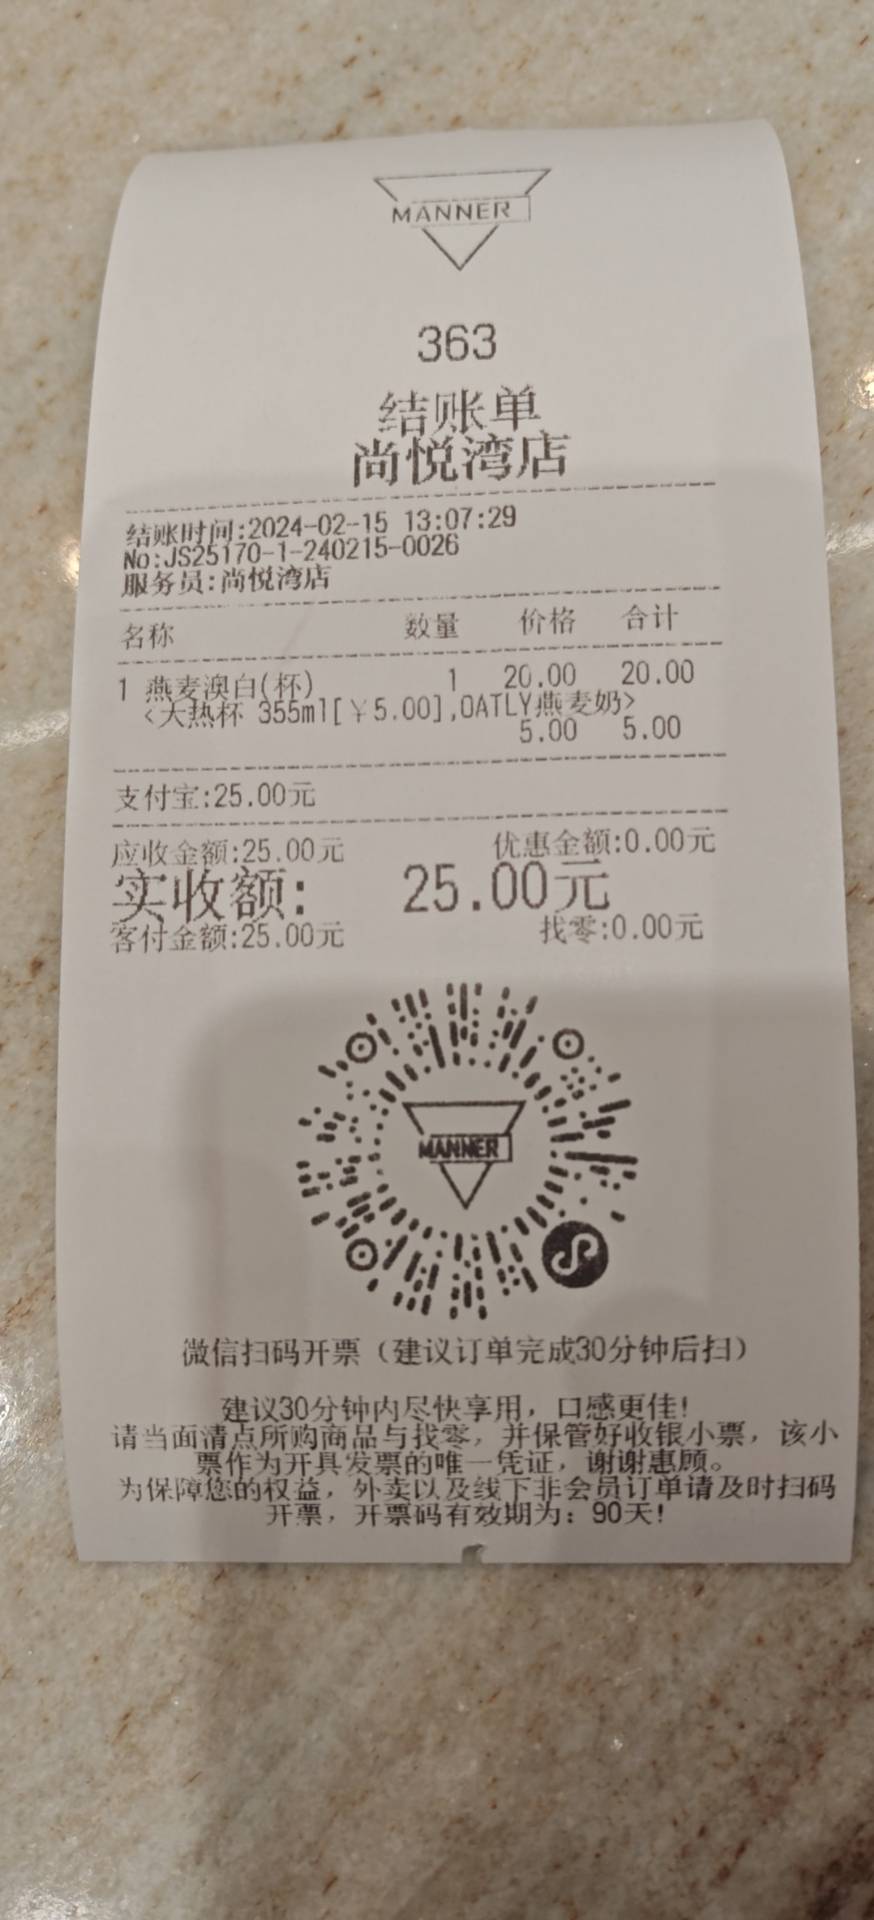 MANNER
363
结账单
尚悦湾店
结账时间:2024-02-15 13:07:29
No:JS25170-1-240215-0026
服务员:尚悦湾店
名称 数量 价格 合计
1 燕麦澳白(杯) 1 20.00 20.00
<大热杯 355ml[￥5.00],OATLY燕麦奶>
5.00 5.00
支付宝:25.00元
应收金额:25.00元 优惠金额:0.00元
实收额: 25.00元
客付金额:25.00元 找零:0.00元
MANNER
微信扫码开票（建议订单完成30分钟后扫）
建议30分钟内尽快享用，口感更佳!
请当面清点所购商品与找零，并保管好收银小票，该小
票作为开具发票的唯一凭证，谢谢惠顾。
为保障您的权益，外卖以及线下非会员订单请及时扫码
开票，开票码有效期为：90天!